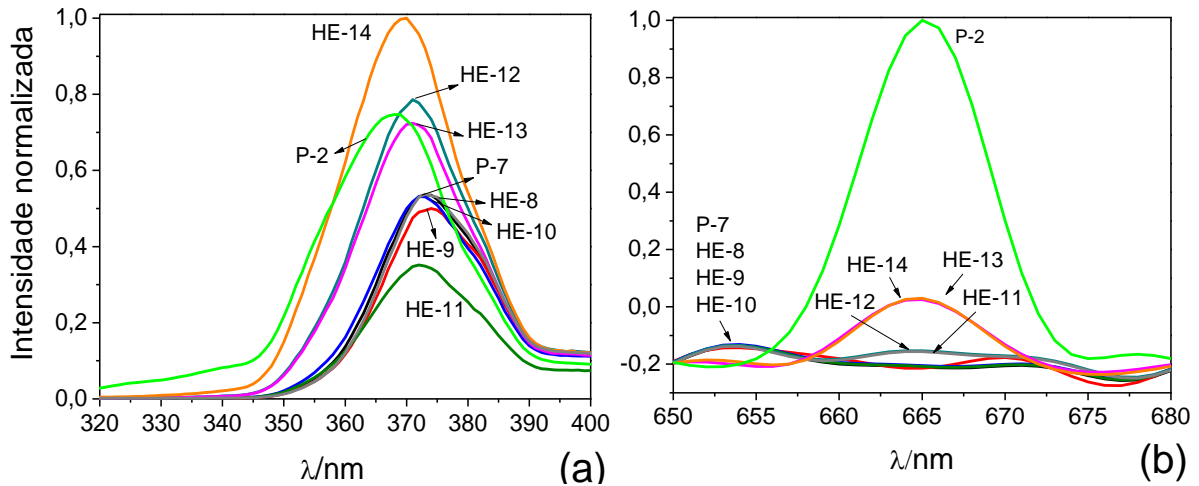 Intensidade normalizada
1,0
0,8
0,6
0,4
0,2
0,0
320 330 340 350 360 370 380 390 400
λ/nm
(a)
HE-14
HE-12
HE-13
P-2
P-7
HE-8
HE-10
HE-9
HE-11
1,0
0,8
0,6
0,4
0,0
-0,2
650 655 660 665 670 675 680
λ/nm
(b)
P-2
P-7
HE-8
HE-9
HE-10
HE-14
HE-13
HE-12
HE-11